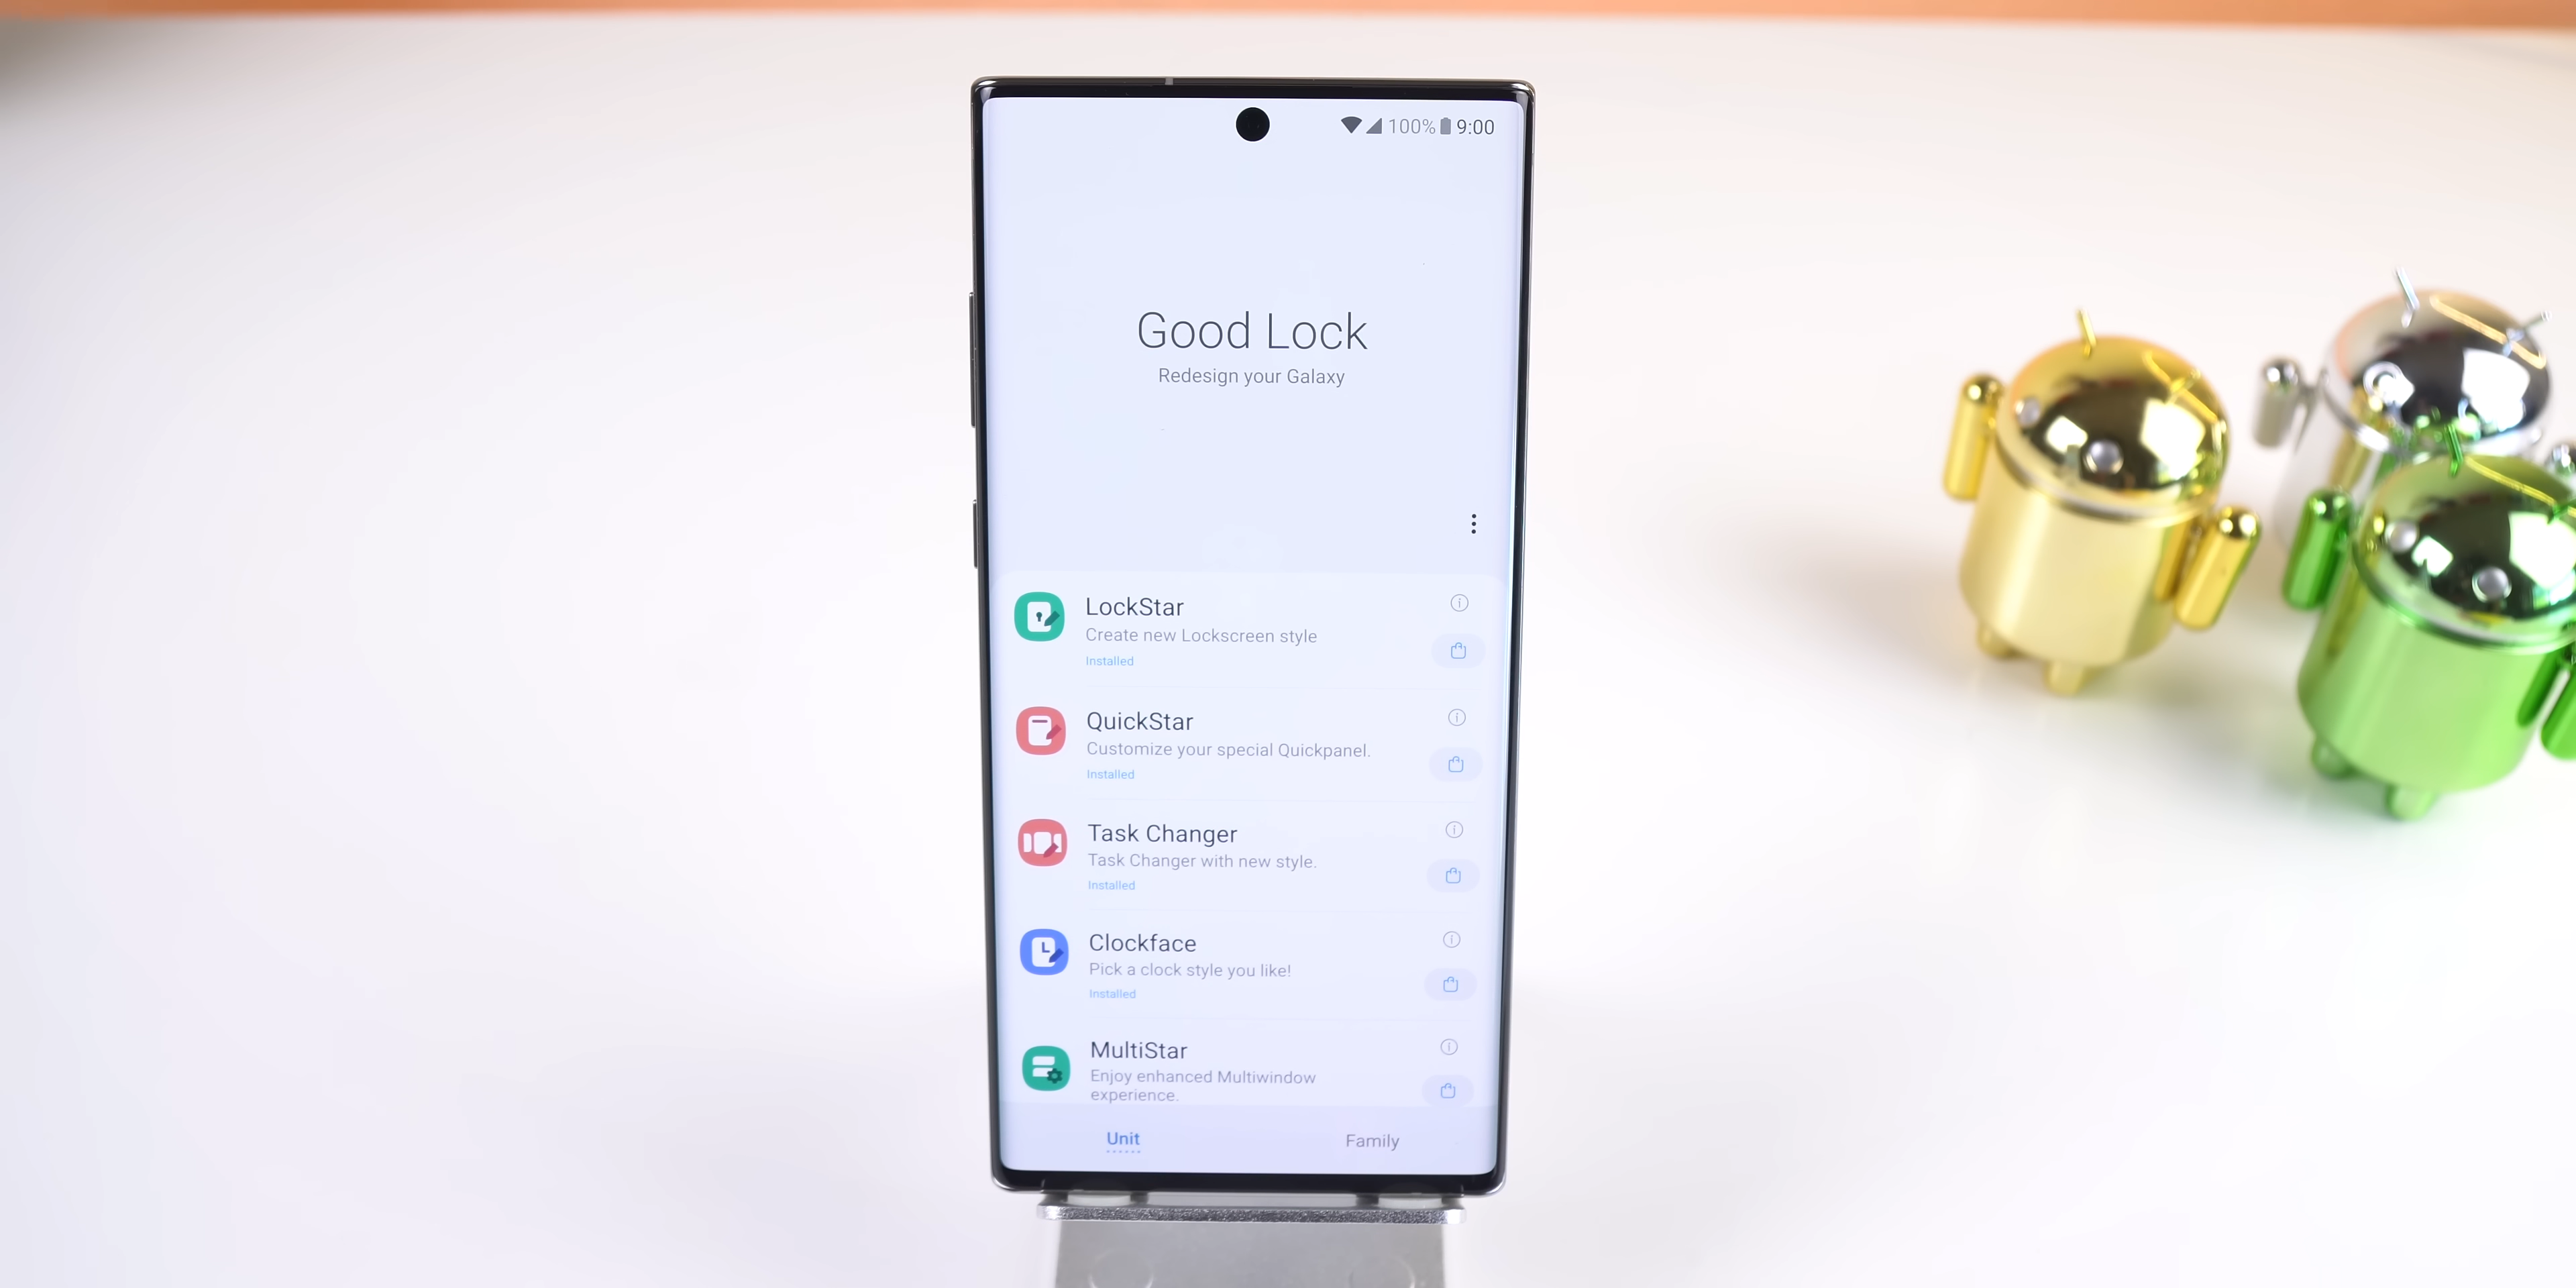 100% 9:00
Good Lock
Redesign your Galaxy
LockStar
Create new Lockscreen style
Installed
QuickStar
Customize your special Quickpanel.
Installed
Task Changer
Task Changer with new style.
Installed
Clockface
Pick a clock style you like!
Installed
MultiStar
Enjoy enhanced Multiwindow
experience.
Unit Family